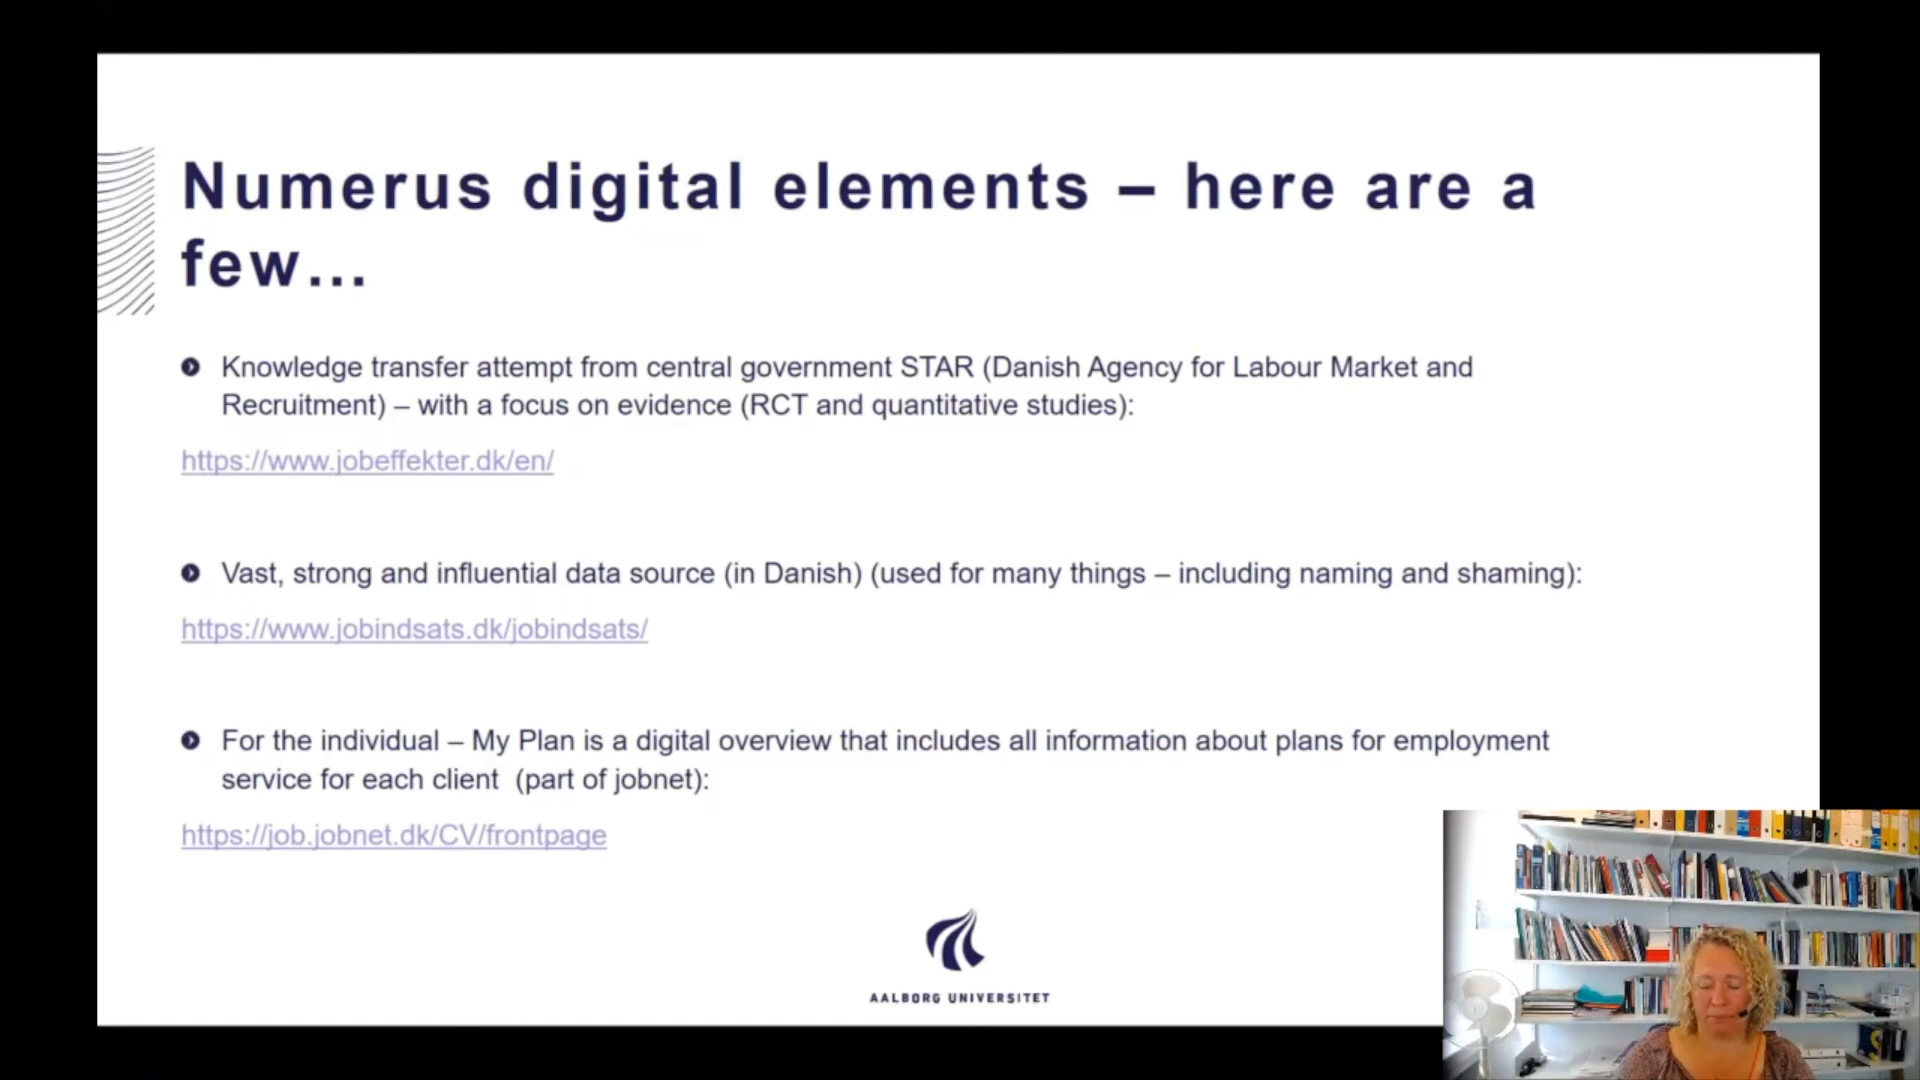 Numerus digital elements – here are a
few...
Knowledge transfer attempt from central government STAR (Danish Agency for Labour Market and
Recruitment) – with a focus on evidence (RCT and quantitative studies):
https://www.jobeffekter.dk/en/
Vast, strong and influential data source (in Danish) (used for many things – including naming and shaming):
https://www.jobindsats.dk/jobindsats/
For the individual – My Plan is a digital overview that includes all information about plans for employment
service for each client  (part of jobnet):
https://job.jobnet.dk/CV/frontpage
AALBORG UNIVERSITET